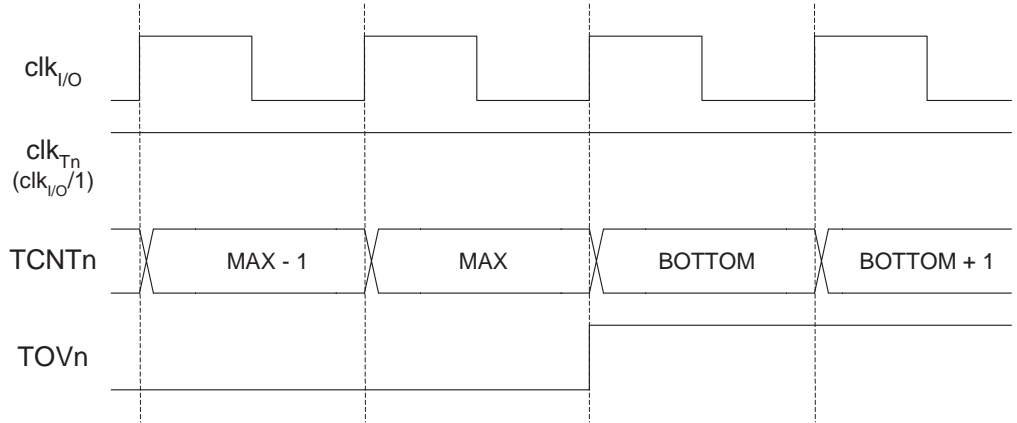 clkI/O
clkTn
(clkI/O/1)
TCNTn MAX - 1 MAX BOTTOM BOTTOM + 1
TOVn